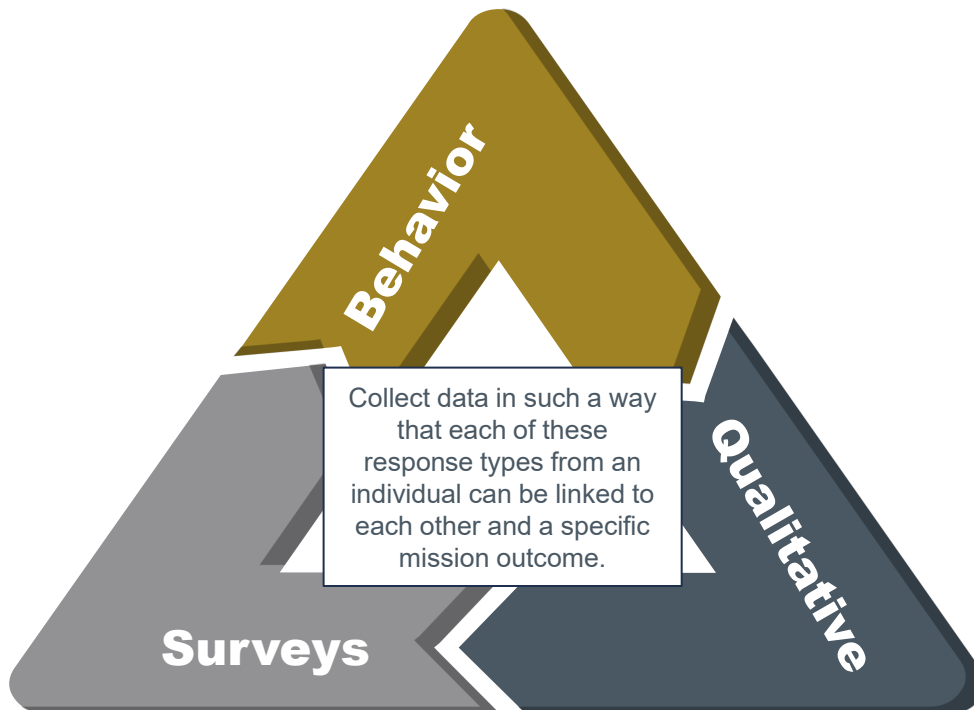 Behavior
Collect data in such a way
that each of these
response types from an
individual can be linked to
each other and a specific
mission outcome.
Qualitative
Surveys